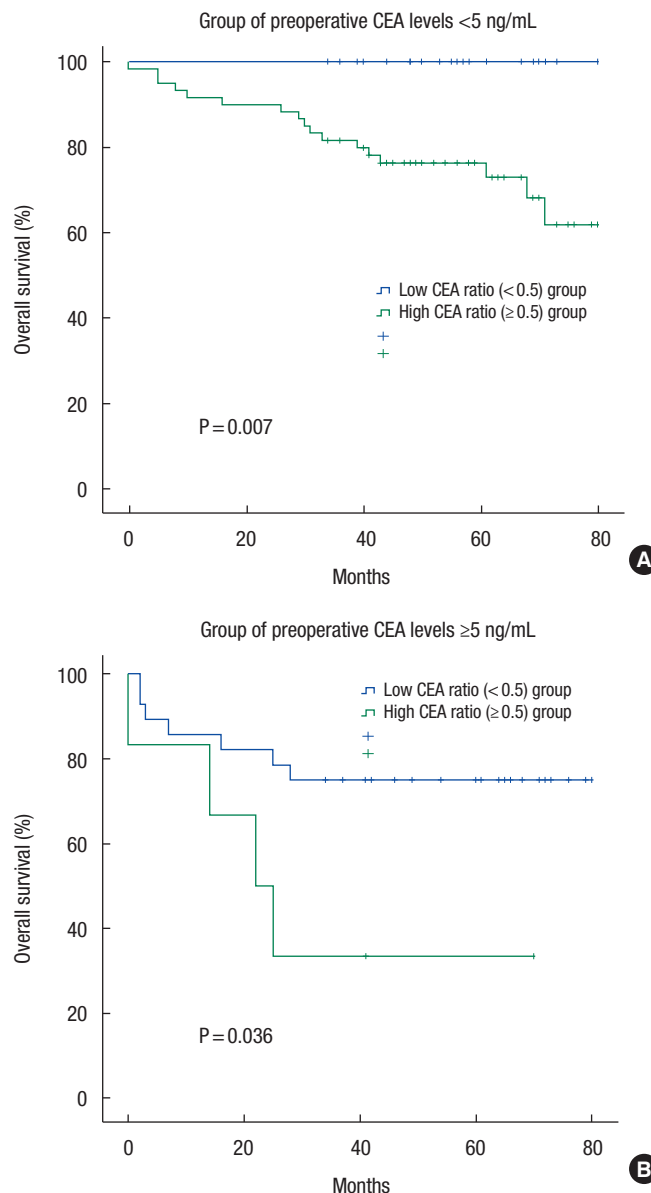 Group of preoperative CEA levels <5 ng/mL
100
80
60
40
20
0
Overall survival (%)
Low CEA ratio (< 0.5) group
High CEA ratio (≥ 0.5) group
P = 0.007
0 20 40 60 80
Months
A
Group of preoperative CEA levels ≥5 ng/mL
100
80
60
40
20
0
Overall survival (%)
Low CEA ratio (< 0.5) group
High CEA ratio (≥ 0.5) group
P = 0.036
0 20 40 60 80
Months
B